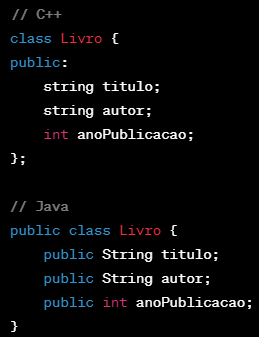 // C++
class Livro {
public:
    string titulo;
    string autor;
    int anoPublicacao;
};

// Java
public class Livro {
    public String titulo;
    public String autor;
    public int anoPublicacao;
}